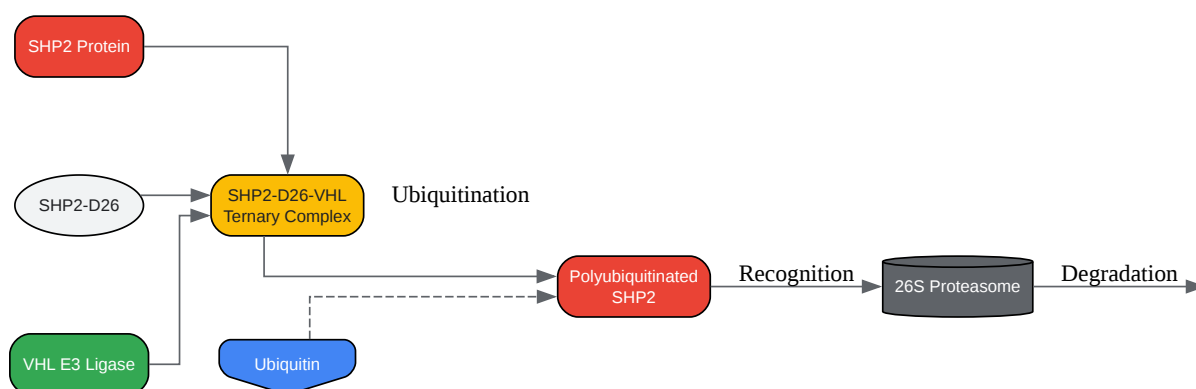 SHP2 Protein
SHP2-D26
SHP2-D26-VHL
Ternary Complex
Ubiquitination
VHL E3 Ligase
Ubiquitin
Polyubiquitinated
SHP2
Recognition
26S Proteasome
Degradation